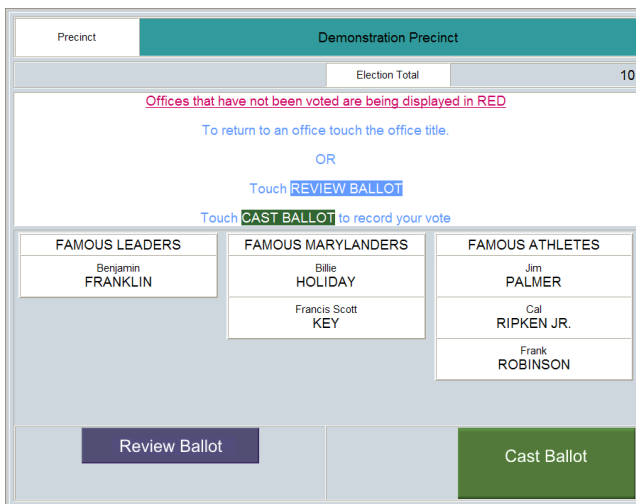 Precinct
Demonstration Precinct
Election Total
10
Offices that have not been voted are being displayed in RED
To return to an office touch the office title.
OR
Touch REVIEW BALLOT
Touch CAST BALLOT to record your vote
FAMOUS LEADERS
Benjamin
FRANKLIN
FAMOUS MARYLANDERS
Billie
HOLIDAY
Francis Scott
KEY
FAMOUS ATHLETES
Jim
PALMER
Cal
RIPKEN JR.
Frank
ROBINSON
Review Ballot
Cast Ballot